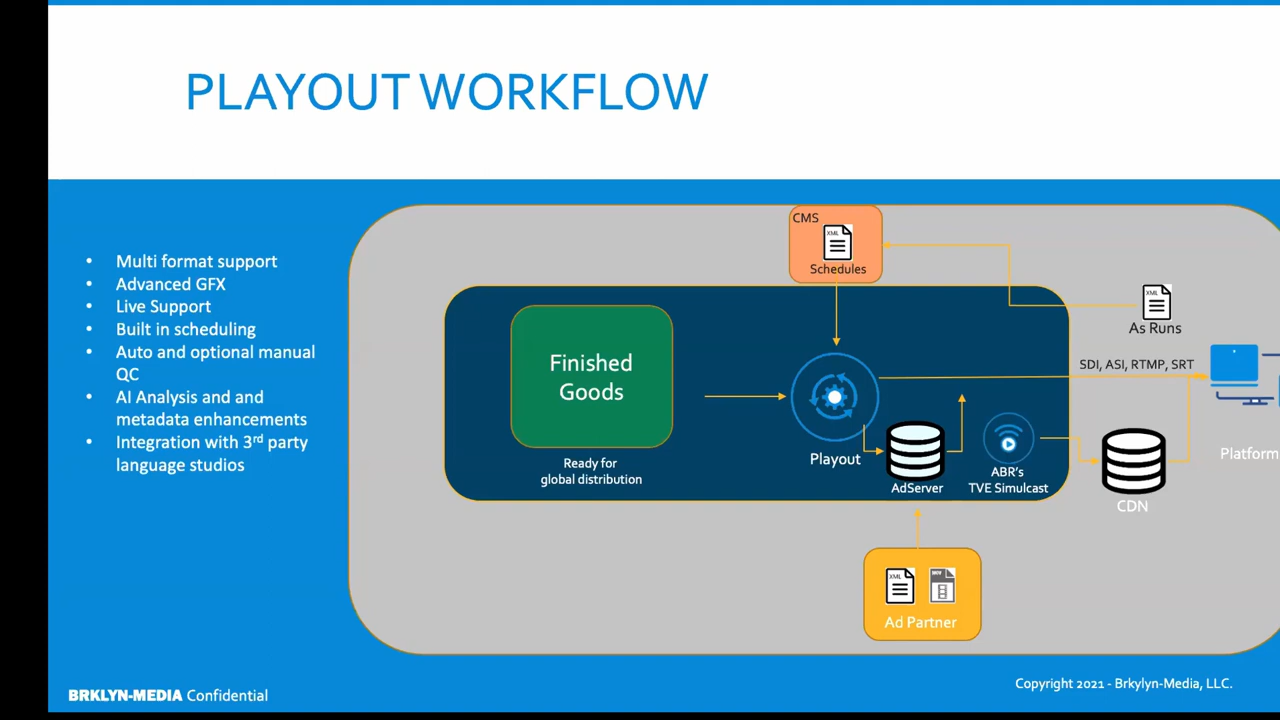 PLAYOUT WORKFLOW
• Multi format support
• Advanced GFX
• Live Support
• Built in scheduling
• Auto and optional manual
QC
• AI Analysis and and
metadata enhancements
• Integration with 3rd party
language studios
CMS
XML
Schedules
XML
As Runs
Finished
Goods
Ready for
global distribution
Playout
AdServer
ABR's
TVE Simulcast
SDI, ASI, RTMP, SRT
CDN
Platform
XML
Ad Partner
BRKLYN-MEDIA Confidential
Copyright 2021 - Brkylyn-Media, LLC.